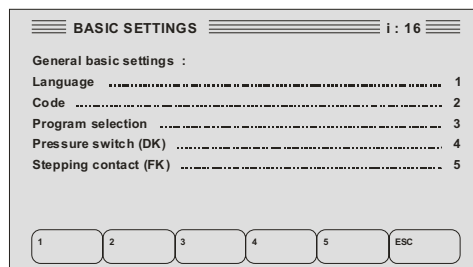 BASIC SETTINGS i : 16
General basic settings :
Language 1
Code 2
Program selection 3
Pressure switch (DK) 4
Stepping contact (FK) 5
1 2 3 4 5 ESC